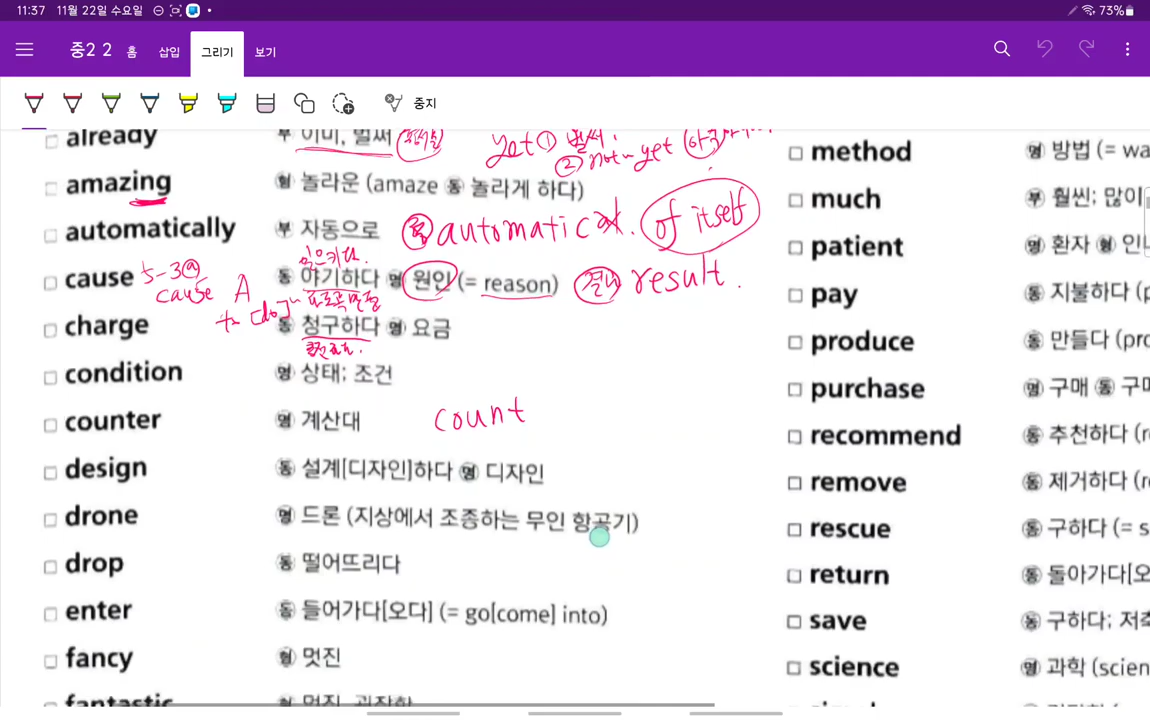 11:37 11월 22일 수요일
73%
중2 2 홈 삽입 그리기 보기
중지
already 부 이미, 벌써
yet ① 벌써.
② not~yet
amazing 형 놀라운 (amaze 동 놀라게 하다)
automatically 부 자동으로 automatical. of itself
cause 동 야기하다 명 원인 (= reason) result.
5-3@
cause A
to [do]~
charge 동 청구하다 명 요금
condition 명 상태; 조건
counter 명 계산대 count
design 동 설계[디자인]하다 명 디자인
drone 명 드론 (지상에서 조종하는 무인 항공기)
drop 동 떨어뜨리다
enter 동 들어가다[오다] (= go[come] into)
fancy 형 멋진
fantastic
method 명 방법 (= wa
much 부 훨씬; 많이
patient 명 환자 형 인
pay 동 지불하다 (p
produce 동 만들다 (pro
purchase 명 구매 동 구매
recommend 동 추천하다 (r
remove 동 제거하다 (r
rescue 동 구하다 (= s
return 동 돌아가다[오
save 동 구하다; 저축
science 명 과학 (scien